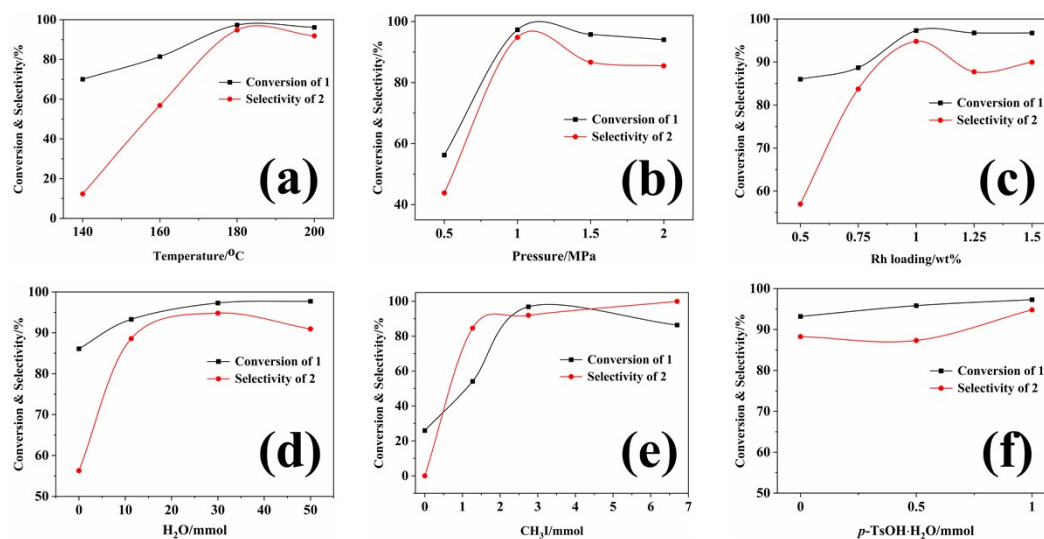 Conversion & Selectivity/%
100
80
60
40
20
0
Conversion of 1
Selectivity of 2
(a)
140 160 180 200
Temperature/⁰C
Conversion & Selectivity/%
100
80
60
40
Conversion of 1
Selectivity of 2
(b)
0.5 1 1.5 2
Pressure/MPa
Conversion & Selectivity/%
100
90
80
70
60
Conversion of 1
Selectivity of 2
(c)
0.5 0.75 1 1.25 1.5
Rh loading/wt%
Conversion & Selectivity/%
100
90
80
70
60
50
Conversion of 1
Selectivity of 2
(d)
0 10 20 30 40 50
H₂O/mmol
Conversion & Selectivity/%
100
80
60
40
20
0
Conversion of 1
Selectivity of 2
(e)
0 1 2 3 4 5 6 7
CH₃I/mmol
Conversion & Selectivity/%
100
90
80
70
60
50
Conversion of 1
Selectivity of 2
(f)
0 0.5 1
p-TsOH·H₂O/mmol